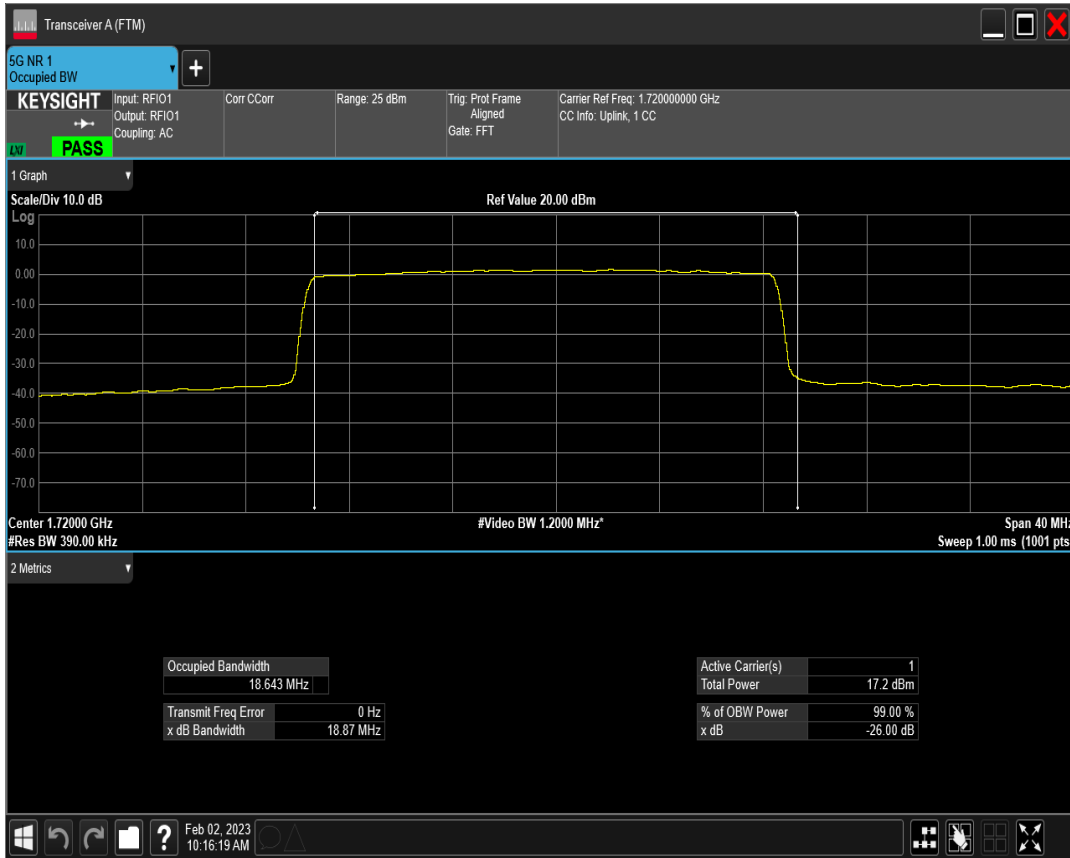 Transceiver A (FTM)
5G NR 1
Occupied BW
+
KEYSIGHT
LXI
PASS
Input: RFIO1
Output: RFIO1
Coupling: AC
Corr CCorr
Range: 25 dBm
Trig: Prot Frame
Aligned
Gate: FFT
Carrier Ref Freq: 1.720000000 GHz
CC Info: Uplink, 1 CC
1 Graph
Scale/Div 10.0 dB
Ref Value 20.00 dBm
Log
10.0
0.00
-10.0
-20.0
-30.0
-40.0
-50.0
-60.0
-70.0
Center 1.72000 GHz
#Video BW 1.2000 MHz*
Span 40 MHz
#Res BW 390.00 kHz
Sweep 1.00 ms (1001 pts
2 Metrics
Occupied Bandwidth
18.643 MHz
Transmit Freq Error 0 Hz
x dB Bandwidth 18.87 MHz
Active Carrier(s) 1
Total Power 17.2 dBm
% of OBW Power 99.00 %
x dB -26.00 dB
?
Feb 02, 2023
10:16:19 AM